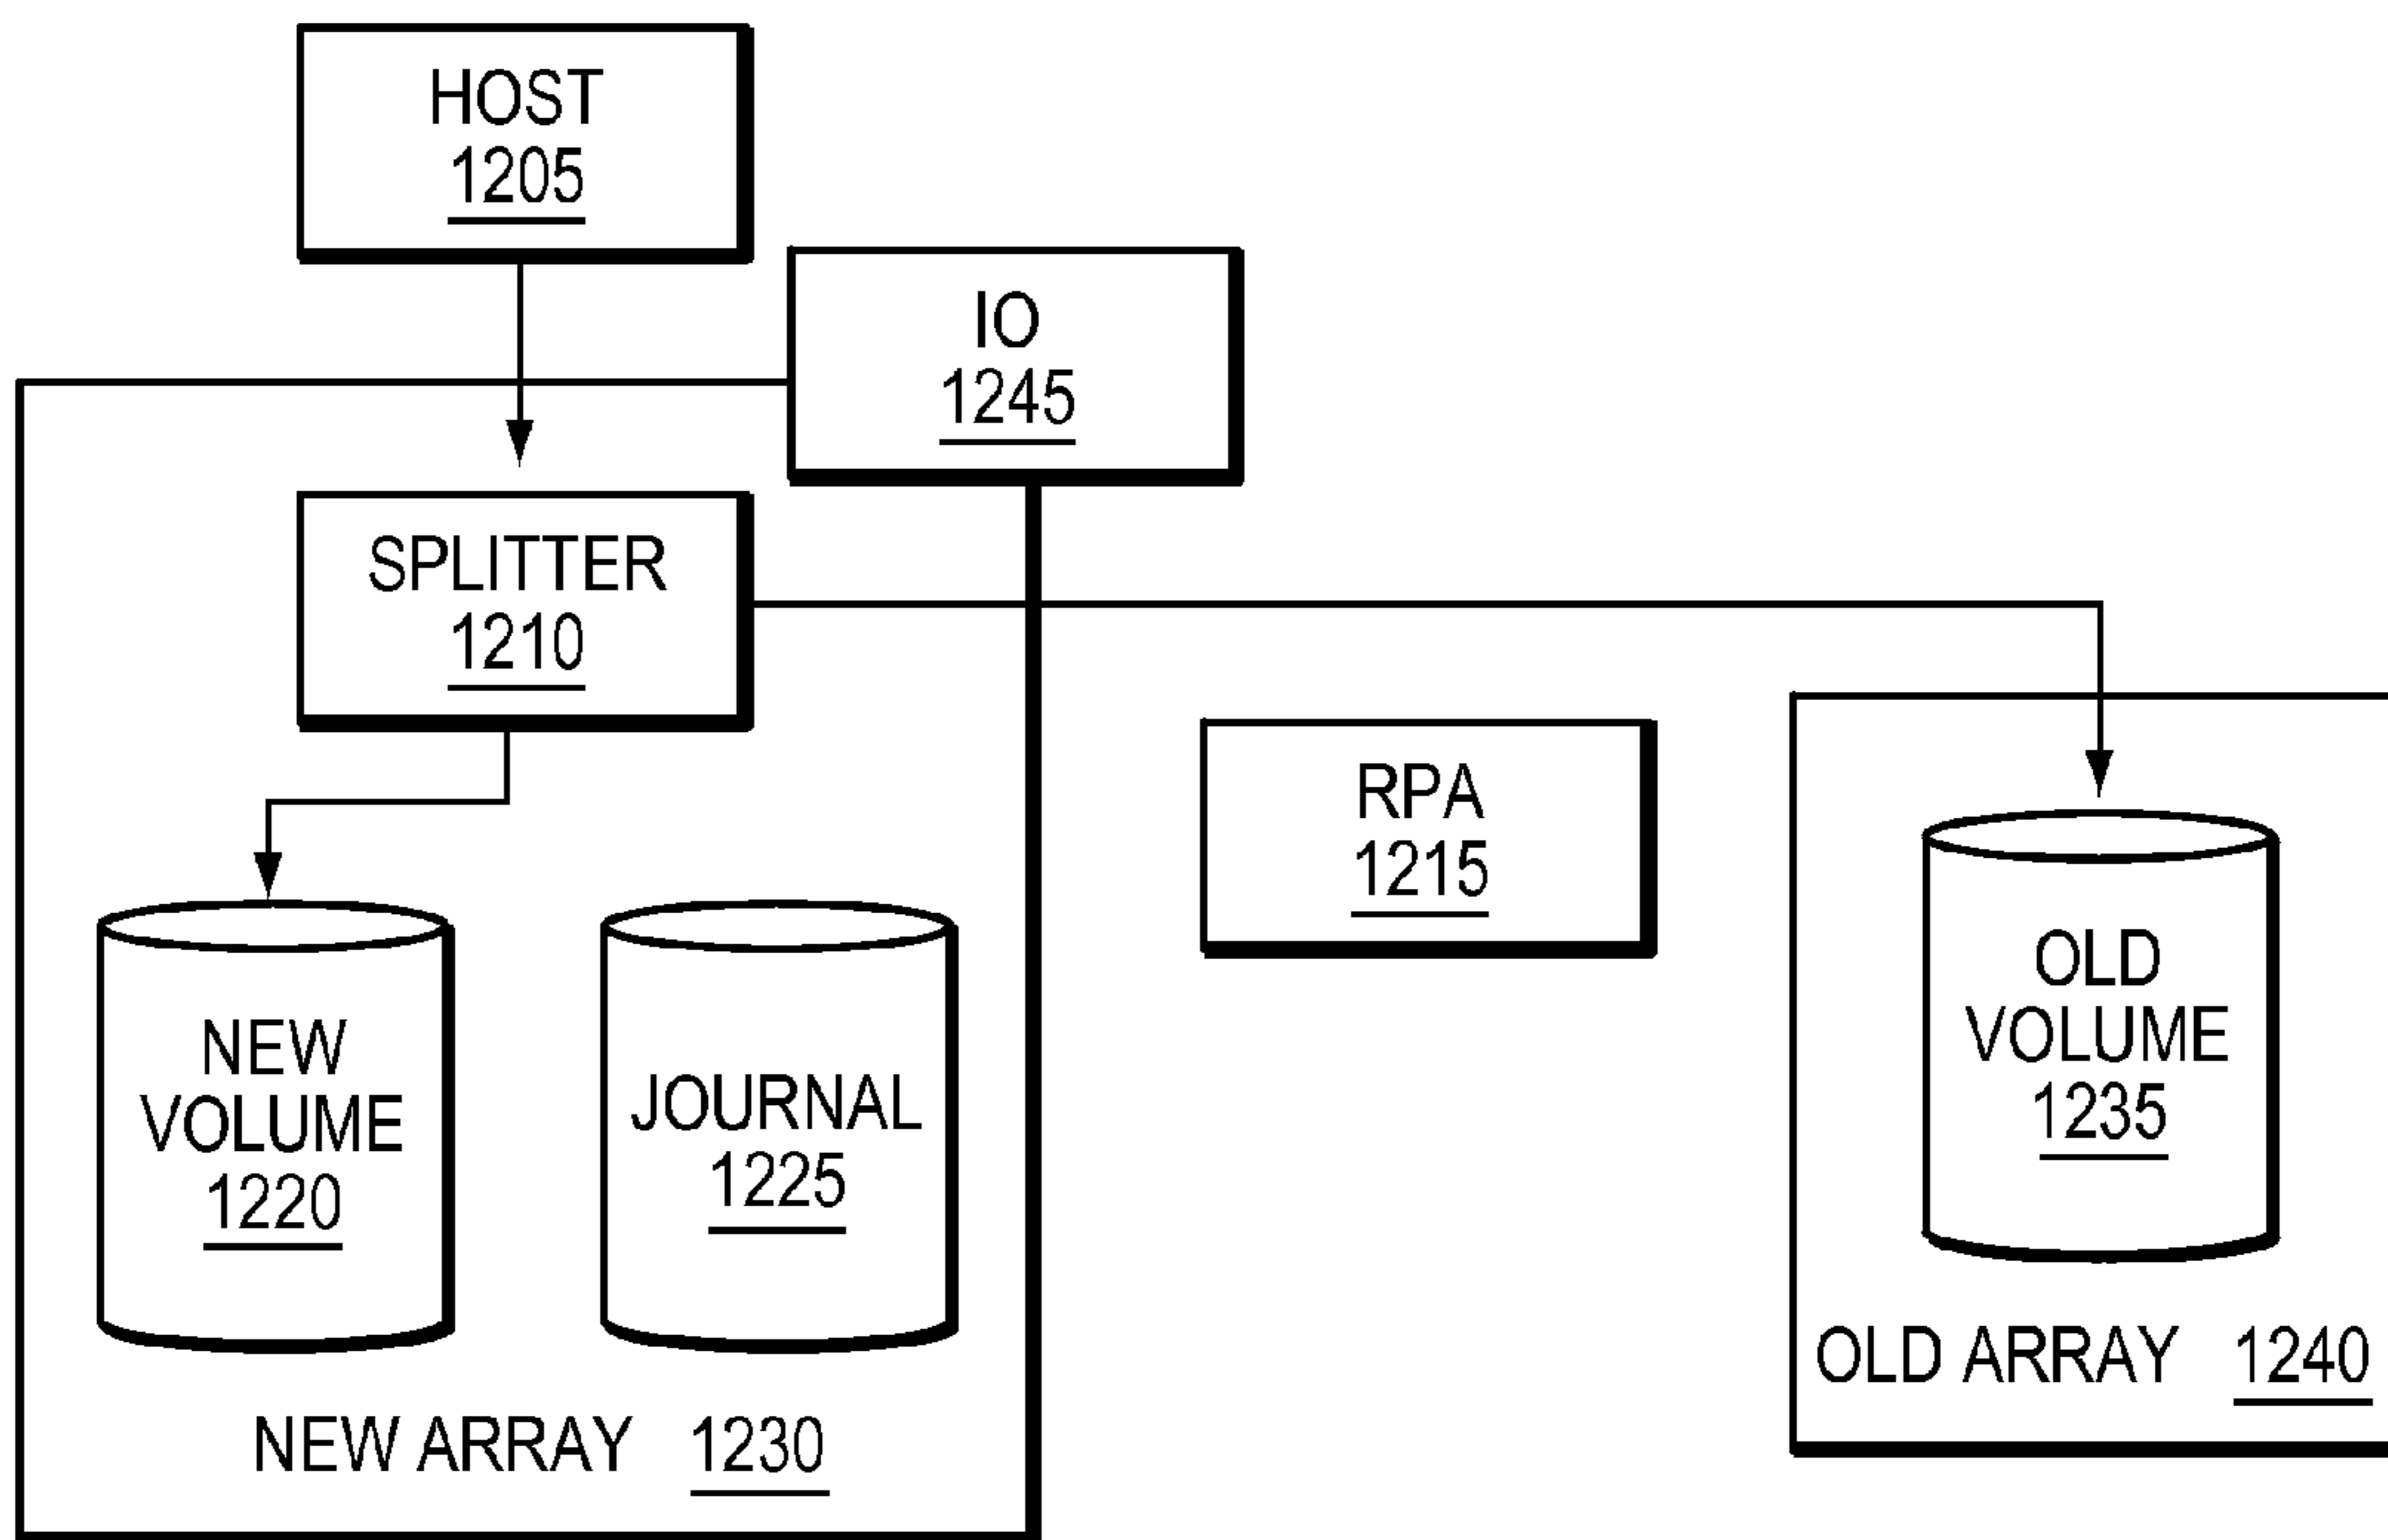 HOST
1205
IO
1245
SPLITTER
1210
RPA
1215
NEW
VOLUME
1220
JOURNAL
1225
OLD
VOLUME
1235
OLD ARRAY 1240
NEW ARRAY 1230